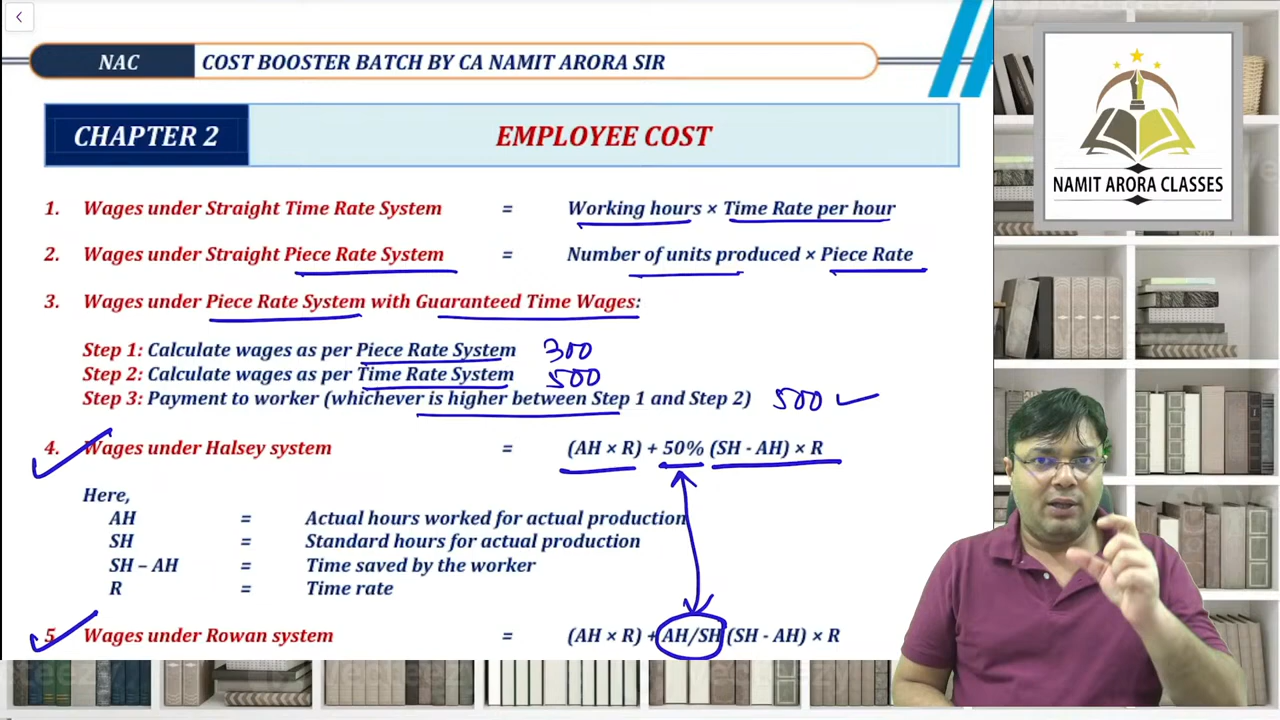 NAC COST BOOSTER BATCH BY CA NAMIT ARORA SIR
NAMIT ARORA CLASSES
CHAPTER 2 EMPLOYEE COST
1. Wages under Straight Time Rate System = Working hours × Time Rate per hour
2. Wages under Straight Piece Rate System = Number of units produced × Piece Rate
3. Wages under Piece Rate System with Guaranteed Time Wages:
Step 1: Calculate wages as per Piece Rate System 300
Step 2: Calculate wages as per Time Rate System 500
Step 3: Payment to worker (whichever is higher between Step 1 and Step 2) 500
4. Wages under Halsey system = (AH × R) + 50% (SH - AH) × R
Here,
AH = Actual hours worked for actual production
SH = Standard hours for actual production
SH – AH = Time saved by the worker
R = Time rate
5. Wages under Rowan system = (AH × R) + AH/SH (SH - AH) × R